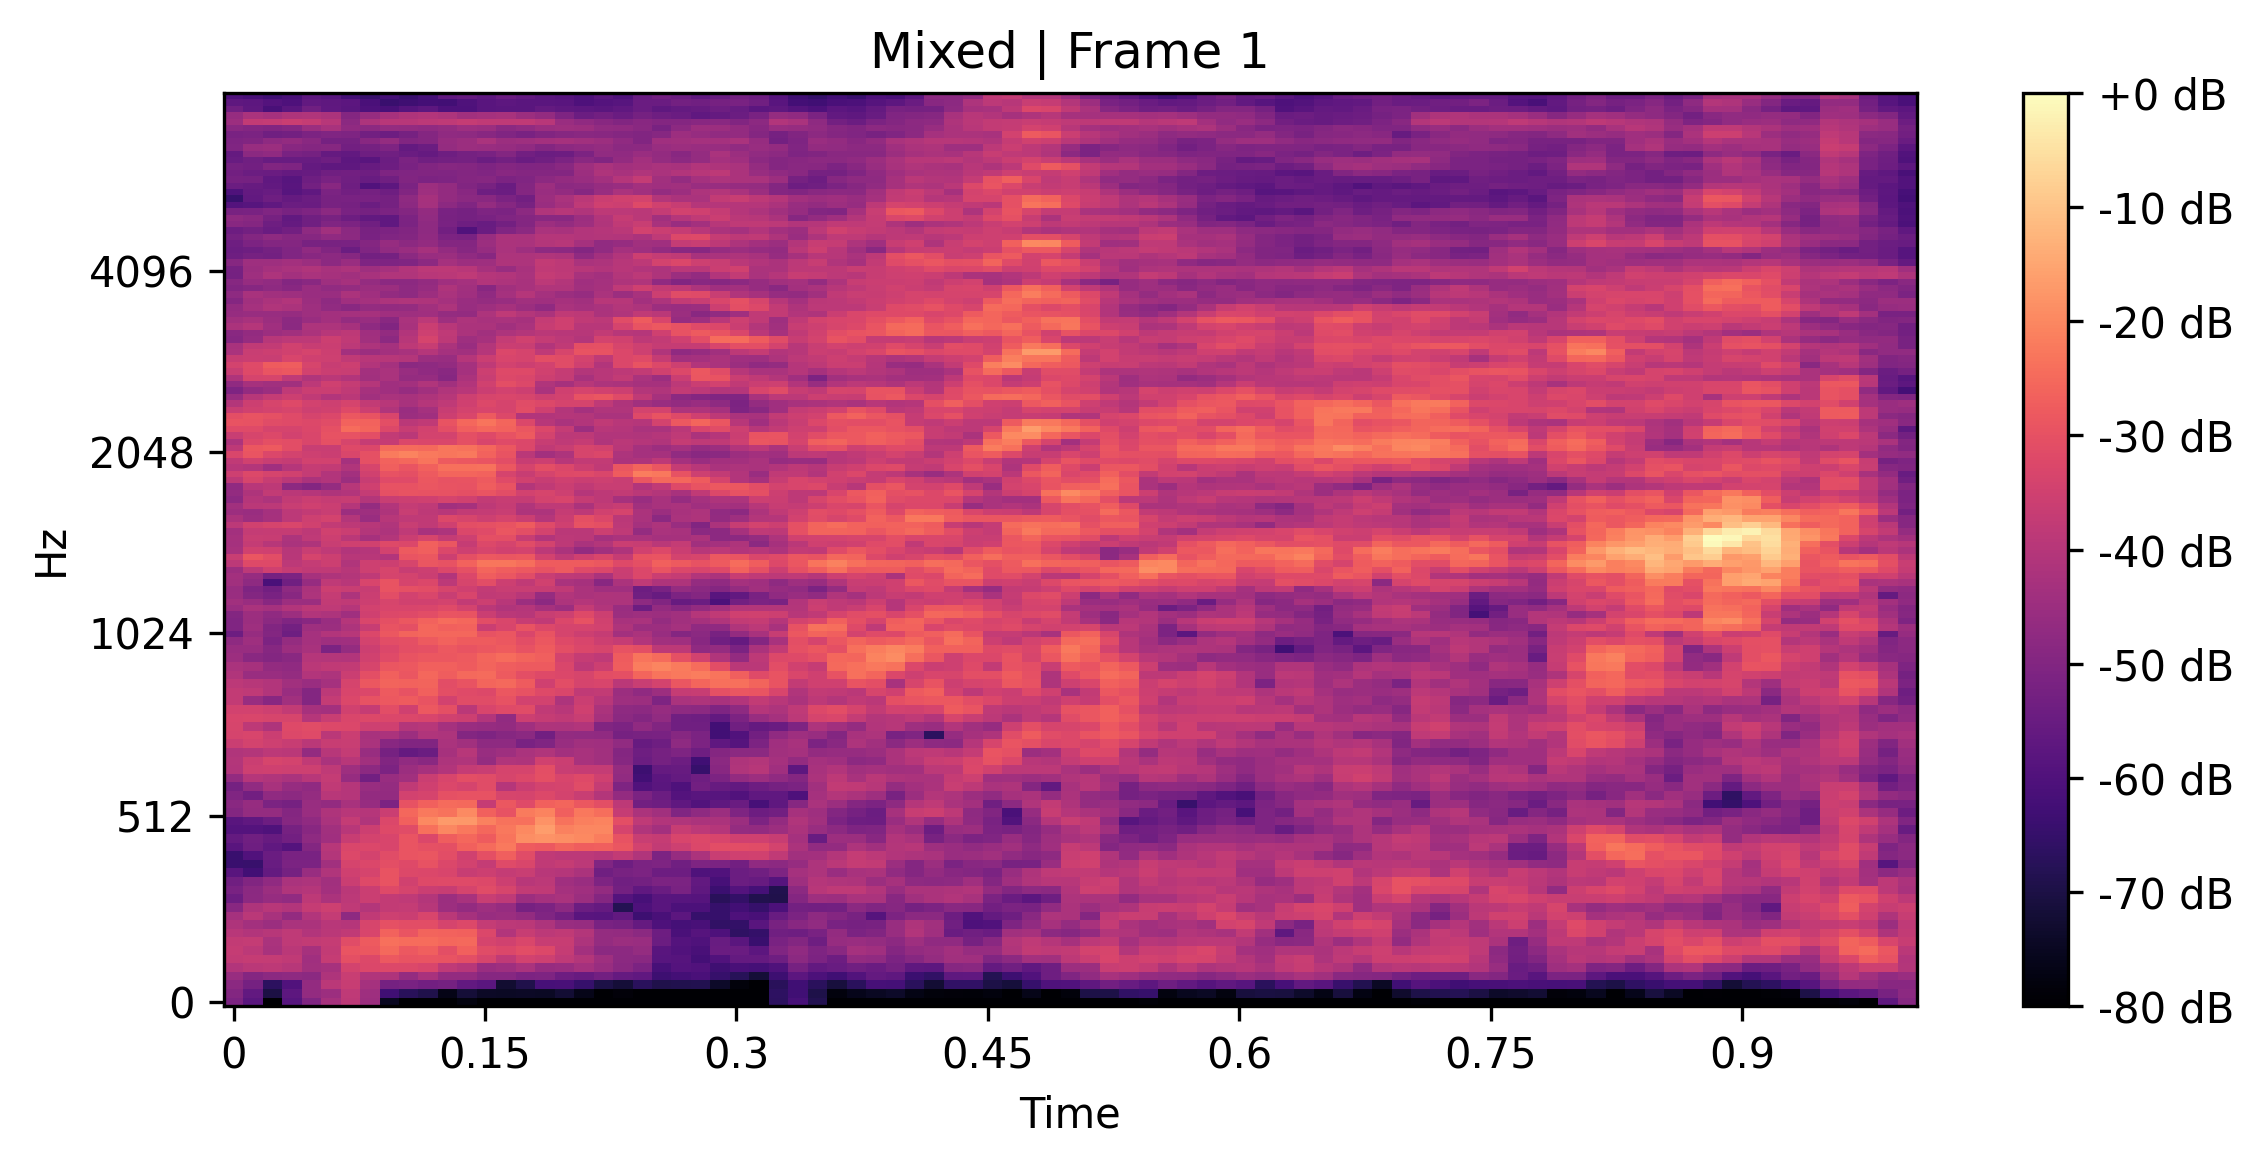 Mixed | Frame 1
Hz
4096
2048
1024
512
0
0 0.15 0.3 0.45 0.6 0.75 0.9
Time
+0 dB
-10 dB
-20 dB
-30 dB
-40 dB
-50 dB
-60 dB
-70 dB
-80 dB